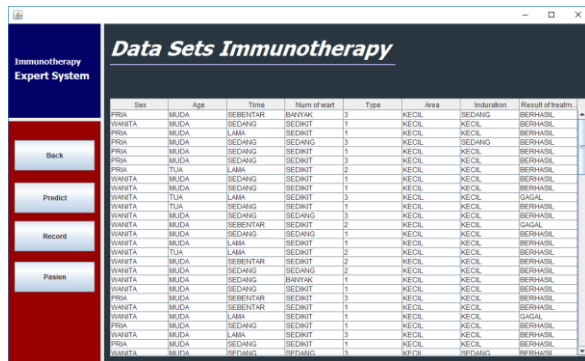 Immunotherapy
Expert System
Back
Predict
Record
Pasien
Data Sets Immunotherapy
Sex Age Time Num of wart Type Area Induration Result of treatm...
PRIA MUDA SEBENTAR BANYAK 3 KECIL SEDANG BERHASIL
WANITA MUDA SEDANG SEDIKIT 1 KECIL KECIL BERHASIL
PRIA MUDA LAMA SEDIKIT 1 KECIL KECIL BERHASIL
PRIA MUDA SEDANG SEDANG 3 KECIL SEDANG BERHASIL
PRIA MUDA SEDANG SEDIKIT 1 KECIL KECIL BERHASIL
PRIA MUDA SEDANG SEDIKIT 3 KECIL KECIL BERHASIL
PRIA TUA LAMA SEDIKIT 2 KECIL KECIL BERHASIL
WANITA MUDA SEDANG SEDIKIT 1 KECIL KECIL BERHASIL
WANITA MUDA SEDANG SEDIKIT 1 KECIL KECIL BERHASIL
WANITA TUA LAMA SEDIKIT 3 KECIL KECIL GAGAL
WANITA TUA SEDANG SEDIKIT 1 KECIL KECIL BERHASIL
WANITA MUDA SEDANG SEDANG 3 KECIL KECIL BERHASIL
WANITA MUDA SEBENTAR SEDIKIT 2 KECIL KECIL GAGAL
WANITA MUDA SEDANG SEDANG 1 KECIL KECIL BERHASIL
WANITA MUDA LAMA SEDIKIT 1 KECIL KECIL BERHASIL
WANITA TUA LAMA SEDIKIT 2 KECIL KECIL BERHASIL
WANITA MUDA SEBENTAR SEDIKIT 2 KECIL KECIL BERHASIL
WANITA MUDA SEDANG SEDANG 2 KECIL KECIL BERHASIL
WANITA MUDA SEDANG BANYAK 1 KECIL KECIL BERHASIL
WANITA MUDA SEDANG SEDIKIT 1 KECIL KECIL BERHASIL
PRIA MUDA SEBENTAR SEDIKIT 3 KECIL KECIL BERHASIL
WANITA MUDA SEBENTAR SEDIKIT 1 KECIL KECIL BERHASIL
WANITA MUDA LAMA SEDIKIT 1 KECIL KECIL GAGAL
PRIA MUDA SEDANG SEDIKIT 1 KECIL KECIL BERHASIL
WANITA MUDA LAMA SEDIKIT 3 KECIL KECIL BERHASIL
PRIA MUDA SEDANG SEDIKIT 1 KECIL KECIL BERHASIL
WANITA MUDA SEDANG SEDANG 3 KECIL SEDANG BERHASIL